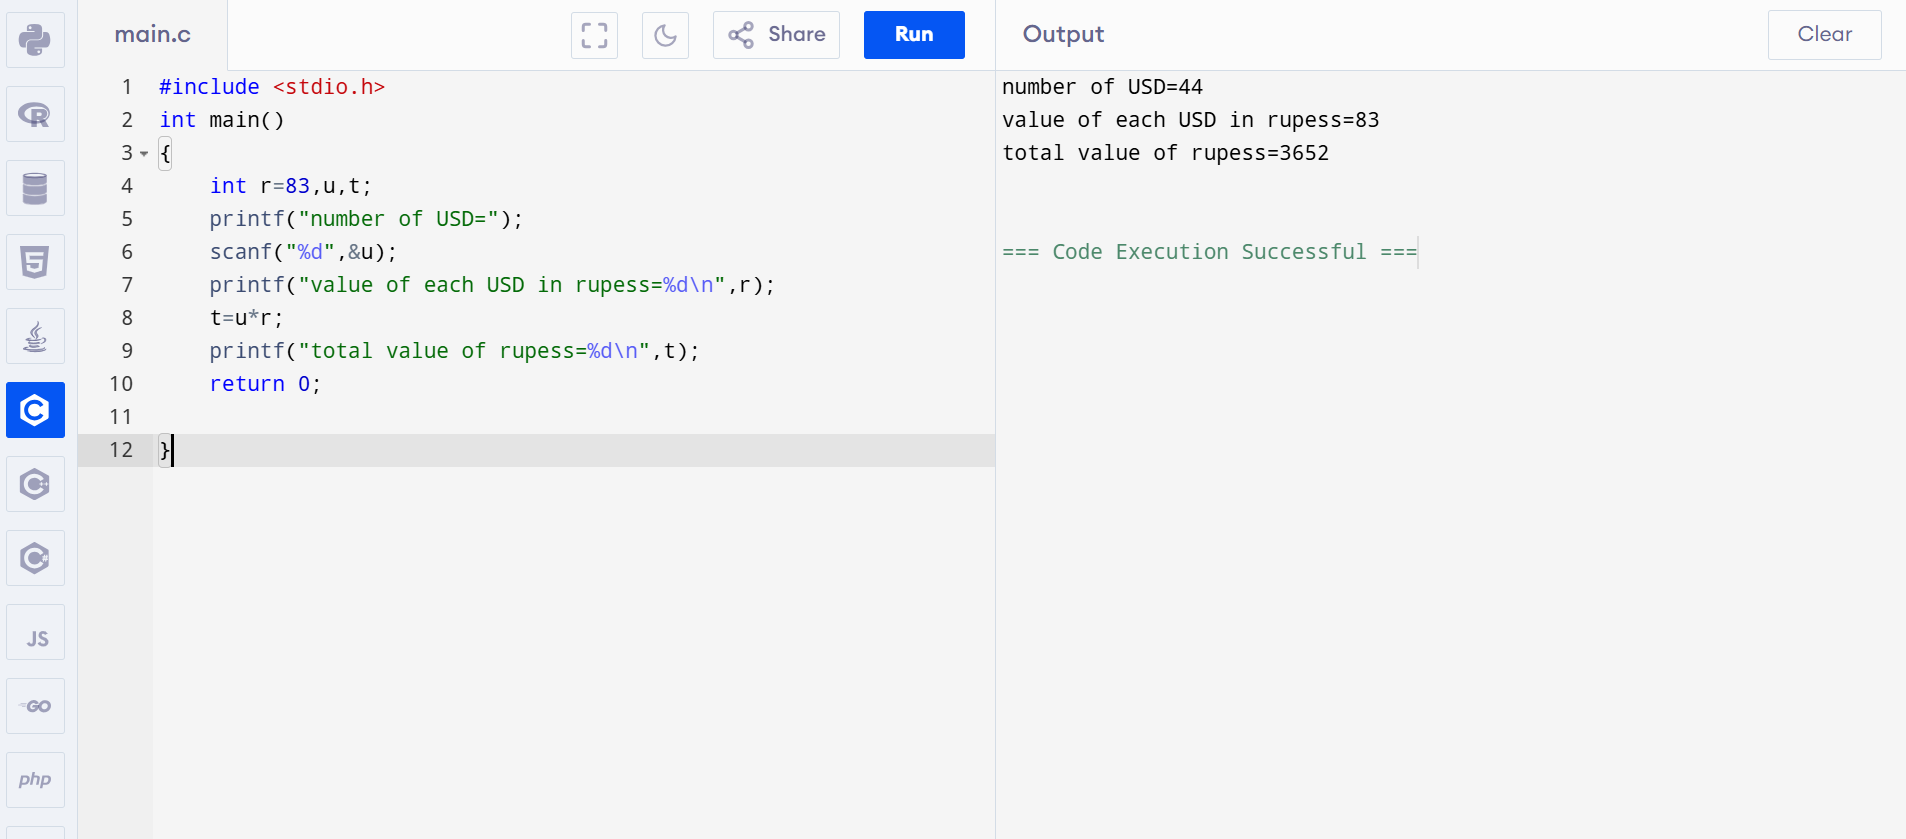 main.c
Share
Run
Output
Clear
1 #include <stdio.h>
2 int main()
3 {
4     int r=83,u,t;
5     printf("number of USD=");
6     scanf("%d",&u);
7     printf("value of each USD in rupess=%d\n",r);
8     t=u*r;
9     printf("total value of rupess=%d\n",t);
10     return 0;
11
12 }
number of USD=44
value of each USD in rupess=83
total value of rupess=3652
=== Code Execution Successful ===
R
5
C
C
C#
JS
GO
php